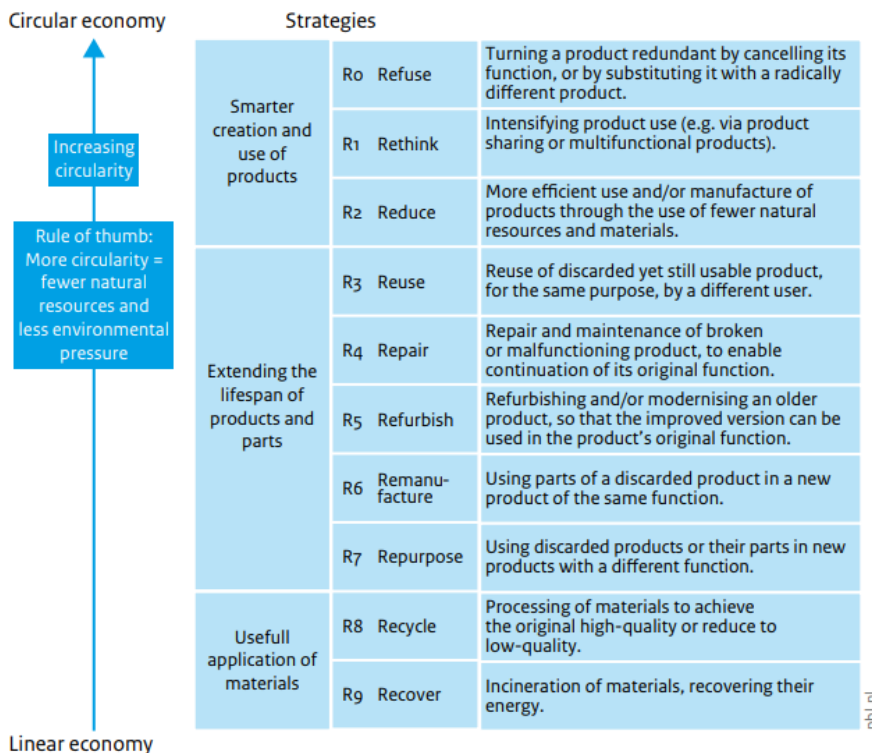 Circular economy
Strategies
Increasing
circularity
Rule of thumb:
More circularity =
fewer natural
resources and
less environmental
pressure
Linear economy
Smarter
creation and
use of
products
R0 Refuse
Turning a product redundant by cancelling its
function, or by substituting it with a radically
different product.
R1 Rethink
Intensifying product use (e.g. via product
sharing or multifunctional products).
R2 Reduce
More efficient use and/or manufacture of
products through the use of fewer natural
resources and materials.
Extending the
lifespan of
products and
parts
R3 Reuse
Reuse of discarded yet still usable product,
for the same purpose, by a different user.
R4 Repair
Repair and maintenance of broken
or malfunctioning product, to enable
continuation of its original function.
R5 Refurbish
Refurbishing and/or modernising an older
product, so that the improved version can be
used in the product's original function.
R6 Remanu-
facture
Using parts of a discarded product in a new
product of the same function.
R7 Repurpose
Using discarded products or their parts in new
products with a different function.
Usefull
application of
materials
R8 Recycle
Processing of materials to achieve
the original high-quality or reduce to
low-quality.
R9 Recover
Incineration of materials, recovering their
energy.